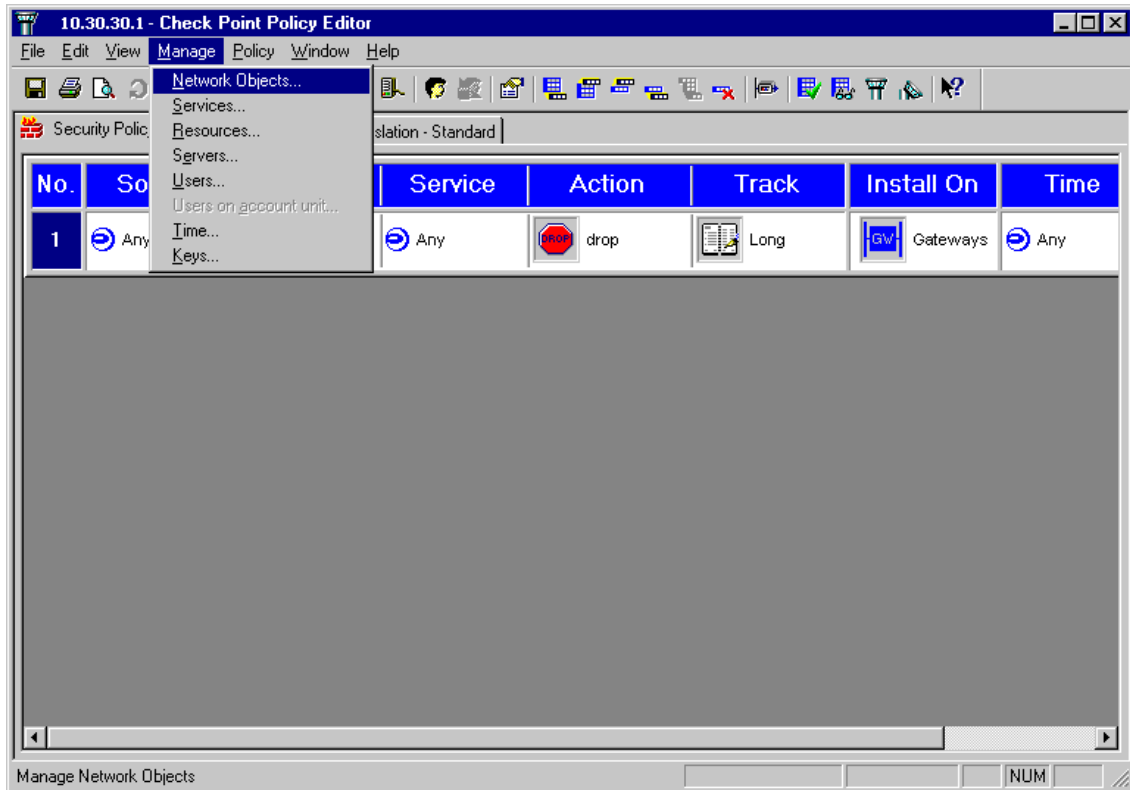 10.30.30.1 - Check Point Policy Editor
File Edit View Manage Policy Window Help
Network Objects...
Services...
Resources...
Servers...
Users...
Users on account unit...
Time...
Keys...
Security Polic
slation - Standard
No. So Service Action Track Install On Time
1 Any Any DROP drop Long GW Gateways Any
Manage Network Objects NUM